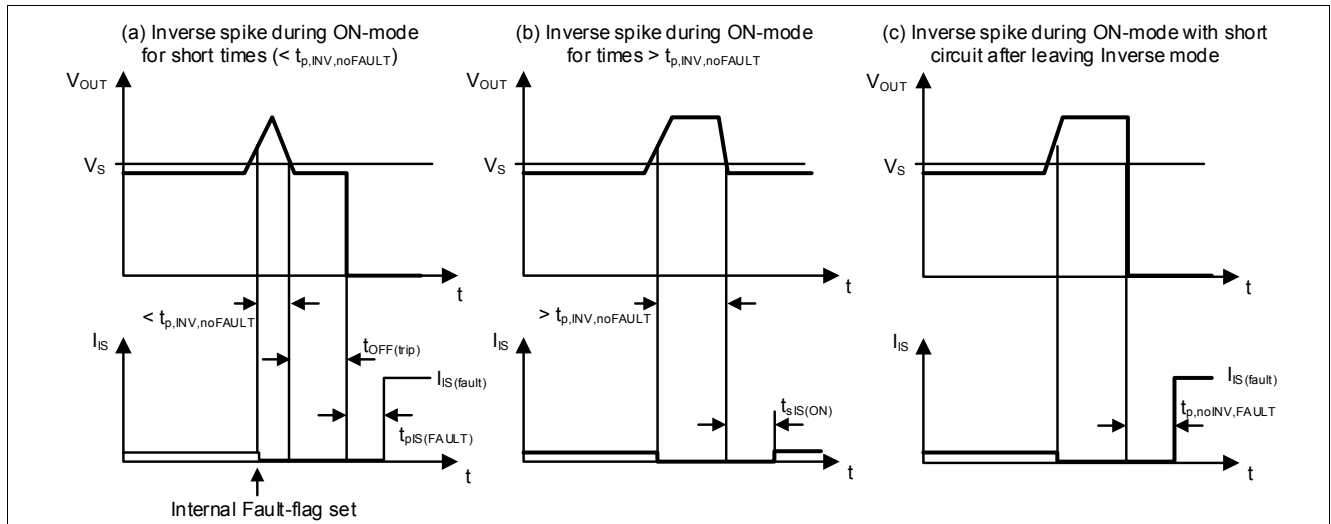 (a) Inverse spike during ON-mode
for short times (< tp,INV,noFAULT)
VOUT
VS
t
< tp,INV,noFAULT
IIS
tOFF(trip)
IIS(fault)
tpIS(FAULT)
t
Internal Fault-flag set
(b) Inverse spike during ON-mode
for times > tp,INV,noFAULT
VOUT
VS
t
> tp,INV,noFAULT
IIS
tsIS(ON)
t
(c) Inverse spike during ON-mode with short
circuit after leaving Inverse mode
VOUT
VS
t
IIS
IIS(fault)
tp,noINV,FAULT
t